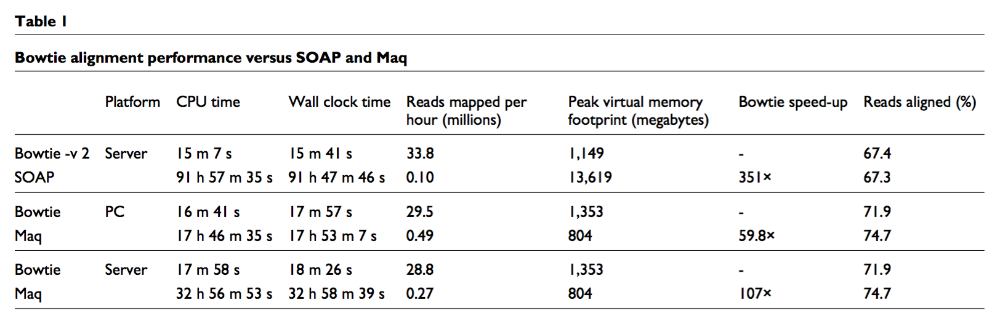 Table 1
Bowtie alignment performance versus SOAP and Maq
Platform CPU time Wall clock time Reads mapped per hour (millions) Peak virtual memory footprint (megabytes) Bowtie speed-up Reads aligned (%)
Bowtie -v 2 Server 15 m 7 s 15 m 41 s 33.8 1,149 - 67.4
SOAP 91 h 57 m 35 s 91 h 47 m 46 s 0.10 13,619 351× 67.3
Bowtie PC 16 m 41 s 17 m 57 s 29.5 1,353 - 71.9
Maq 17 h 46 m 35 s 17 h 53 m 7 s 0.49 804 59.8× 74.7
Bowtie Server 17 m 58 s 18 m 26 s 28.8 1,353 - 71.9
Maq 32 h 56 m 53 s 32 h 58 m 39 s 0.27 804 107× 74.7